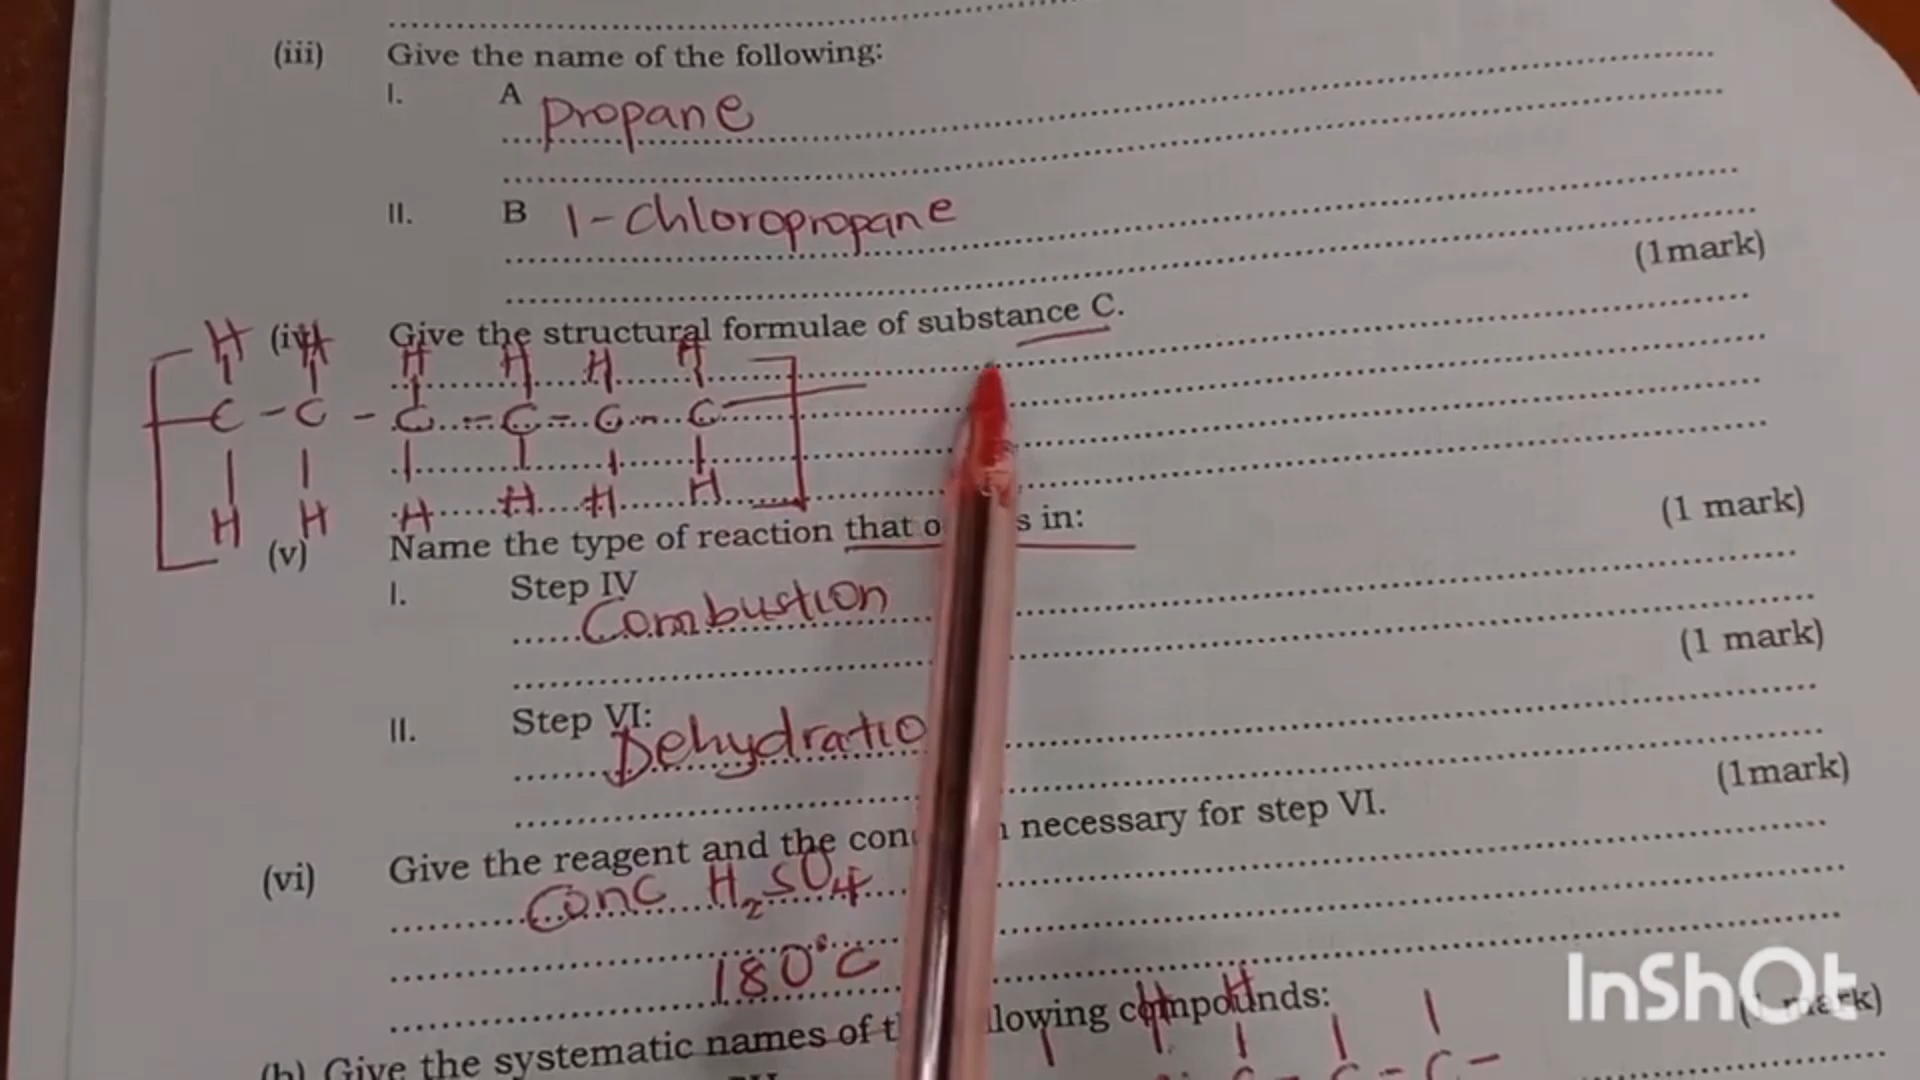 (iii) Give the name of the following:
I. A Propane
II. B 1-chloropropane
(1mark)
(iv) Give the structural formulae of substance C.
H H H H H H
C - C - C - C - C - C
H H H H H H
(1 mark)
(v) Name the type of reaction that o s in:
I. Step IV
Combustion
(1 mark)
II. Step VI:
Dehydratio
(1mark)
(vi) Give the reagent and the con n necessary for step VI.
Conc H₂SO₄
180°C
mark)
(b) Give the systematic names of t lowing compounds:
H H
C - C -
InShOt